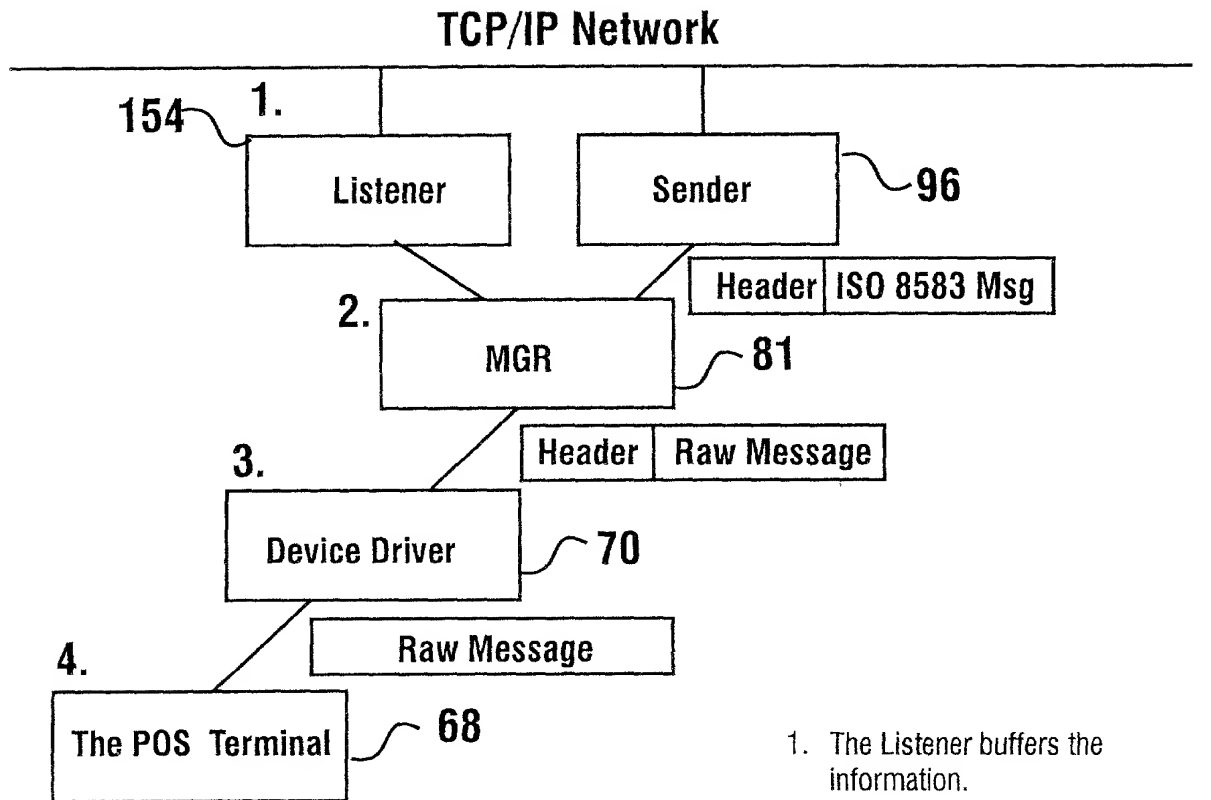 TCP/IP Network
154
1.
Listener
Sender
96
Header ISO 8583 Msg
2.
MGR
81
Header Raw Message
3.
Device Driver
70
Raw Message
4.
The POS Terminal
68
1. The Listener buffers the
information.